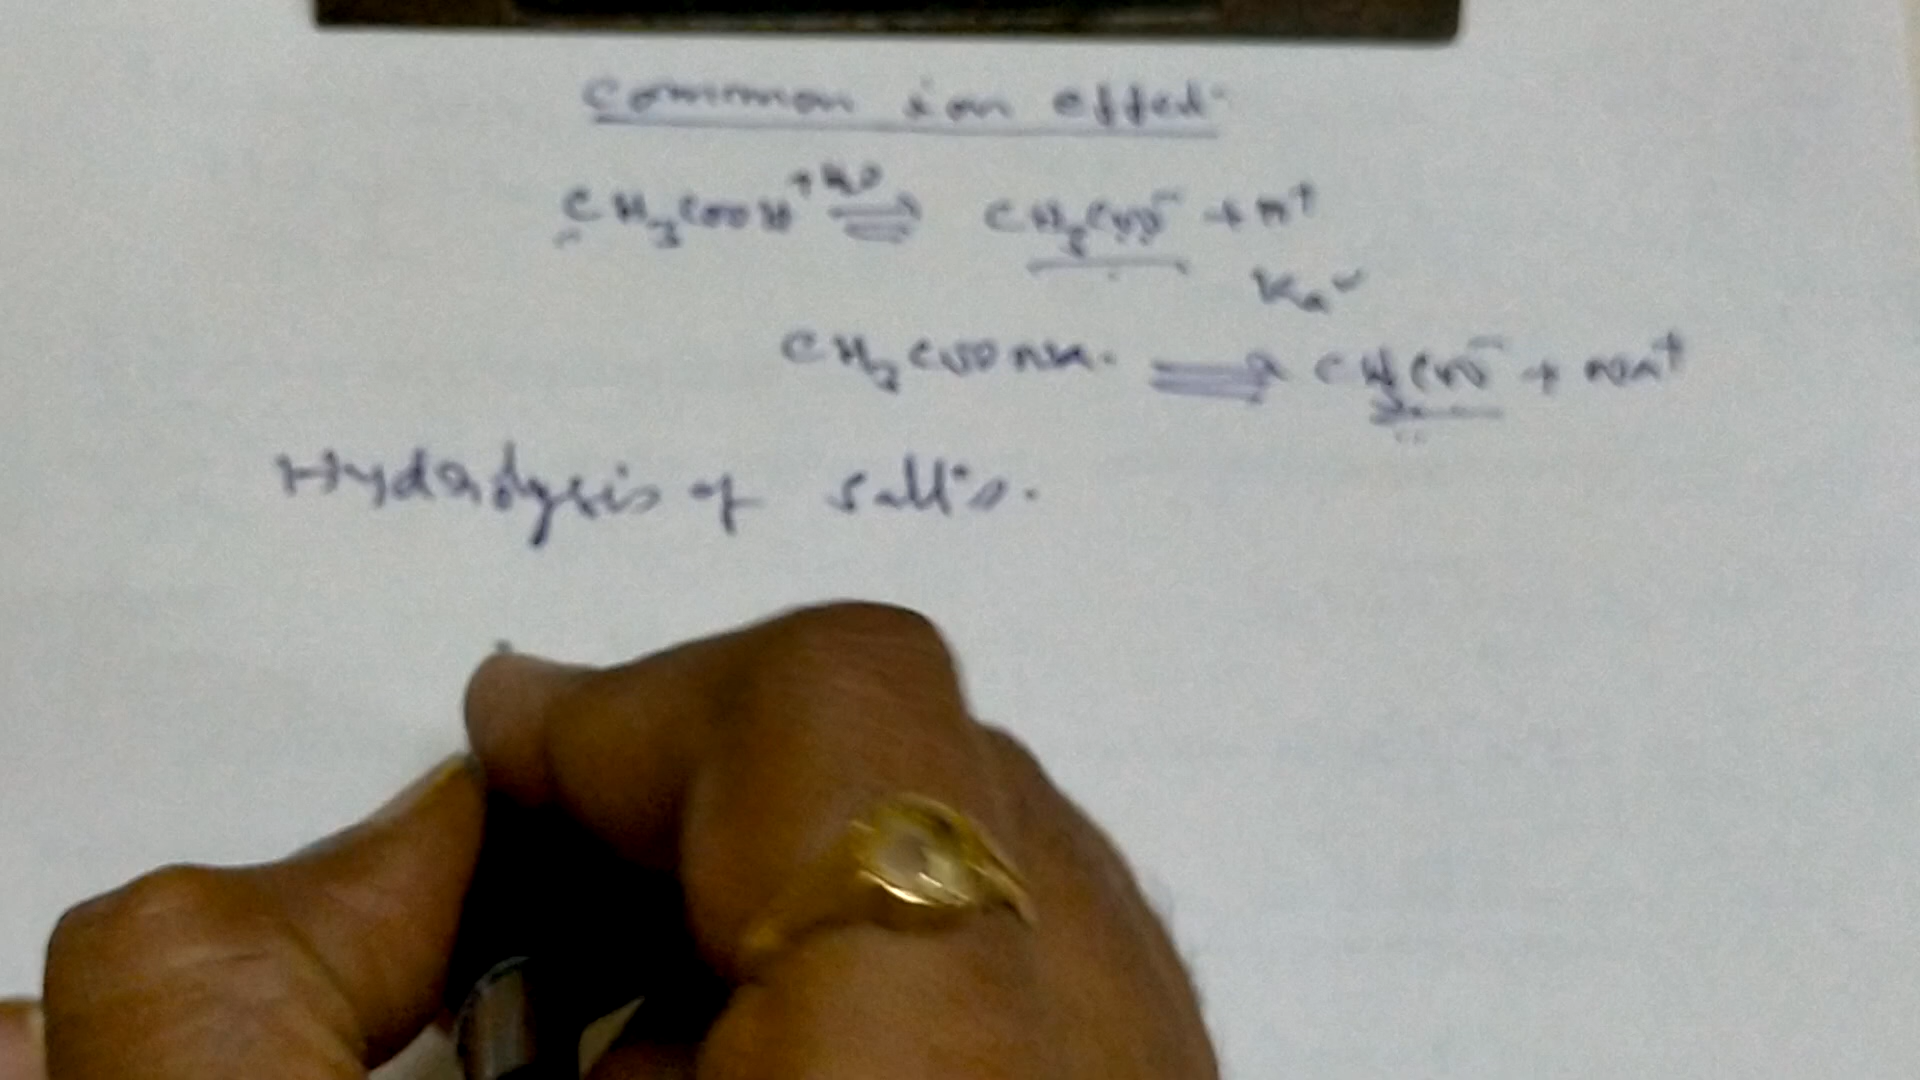 Common ion effect
CH3COOH + H2O ⇌ CH3COO⁻ + H⁺
Ka
CH3COONa ⇌ CH3COO⁻ + Na⁺
Hydrolysis of salts.